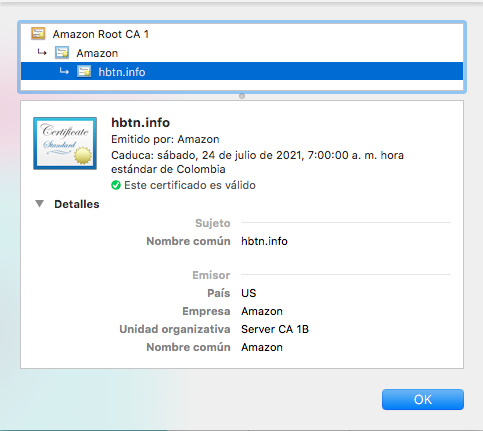 Amazon Root CA 1
Amazon
hbtn.info
Certificate
Standard
hbtn.info
Emitido por: Amazon
Caduca: sábado, 24 de julio de 2021, 7:00:00 a. m. hora
estándar de Colombia
Este certificado es válido
Detalles
Sujeto
Nombre común hbtn.info
Emisor
País US
Empresa Amazon
Unidad organizativa Server CA 1B
Nombre común Amazon
OK